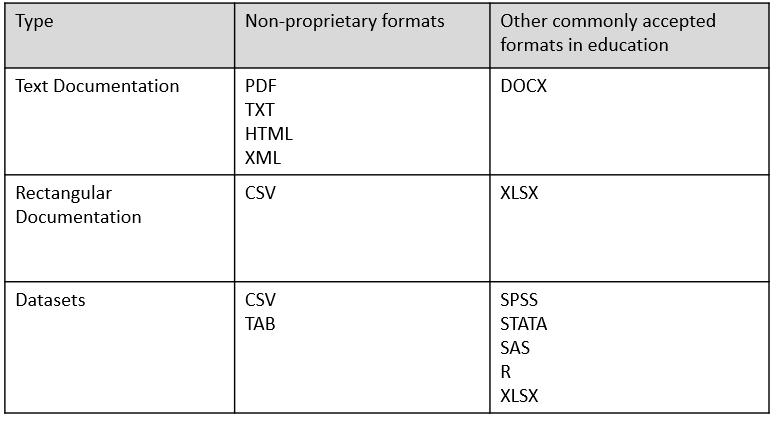 Type
Non-proprietary formats
Other commonly accepted
formats in education
Text Documentation
PDF
TXT
HTML
XML
DOCX
Rectangular
Documentation
CSV
XLSX
Datasets
CSV
TAB
SPSS
STATA
SAS
R
XLSX